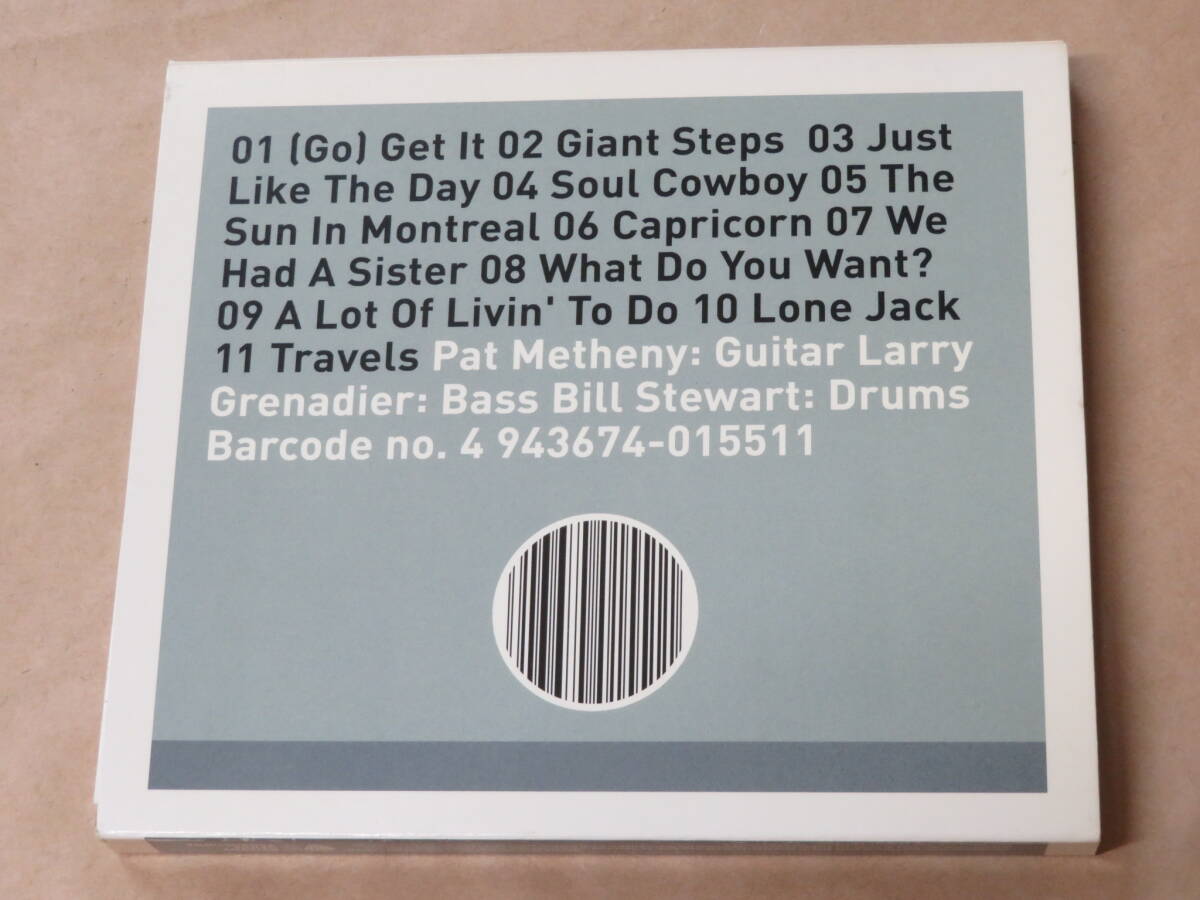 01 (Go) Get It 02 Giant Steps 03 Just
Like The Day 04 Soul Cowboy 05 The
Sun In Montreal 06 Capricorn 07 We
Had A Sister 08 What Do You Want?
09 A Lot Of Livin' To Do 10 Lone Jack
11 Travels Pat Metheny: Guitar Larry
Grenadier: Bass Bill Stewart: Drums
Barcode no. 4 943674-015511